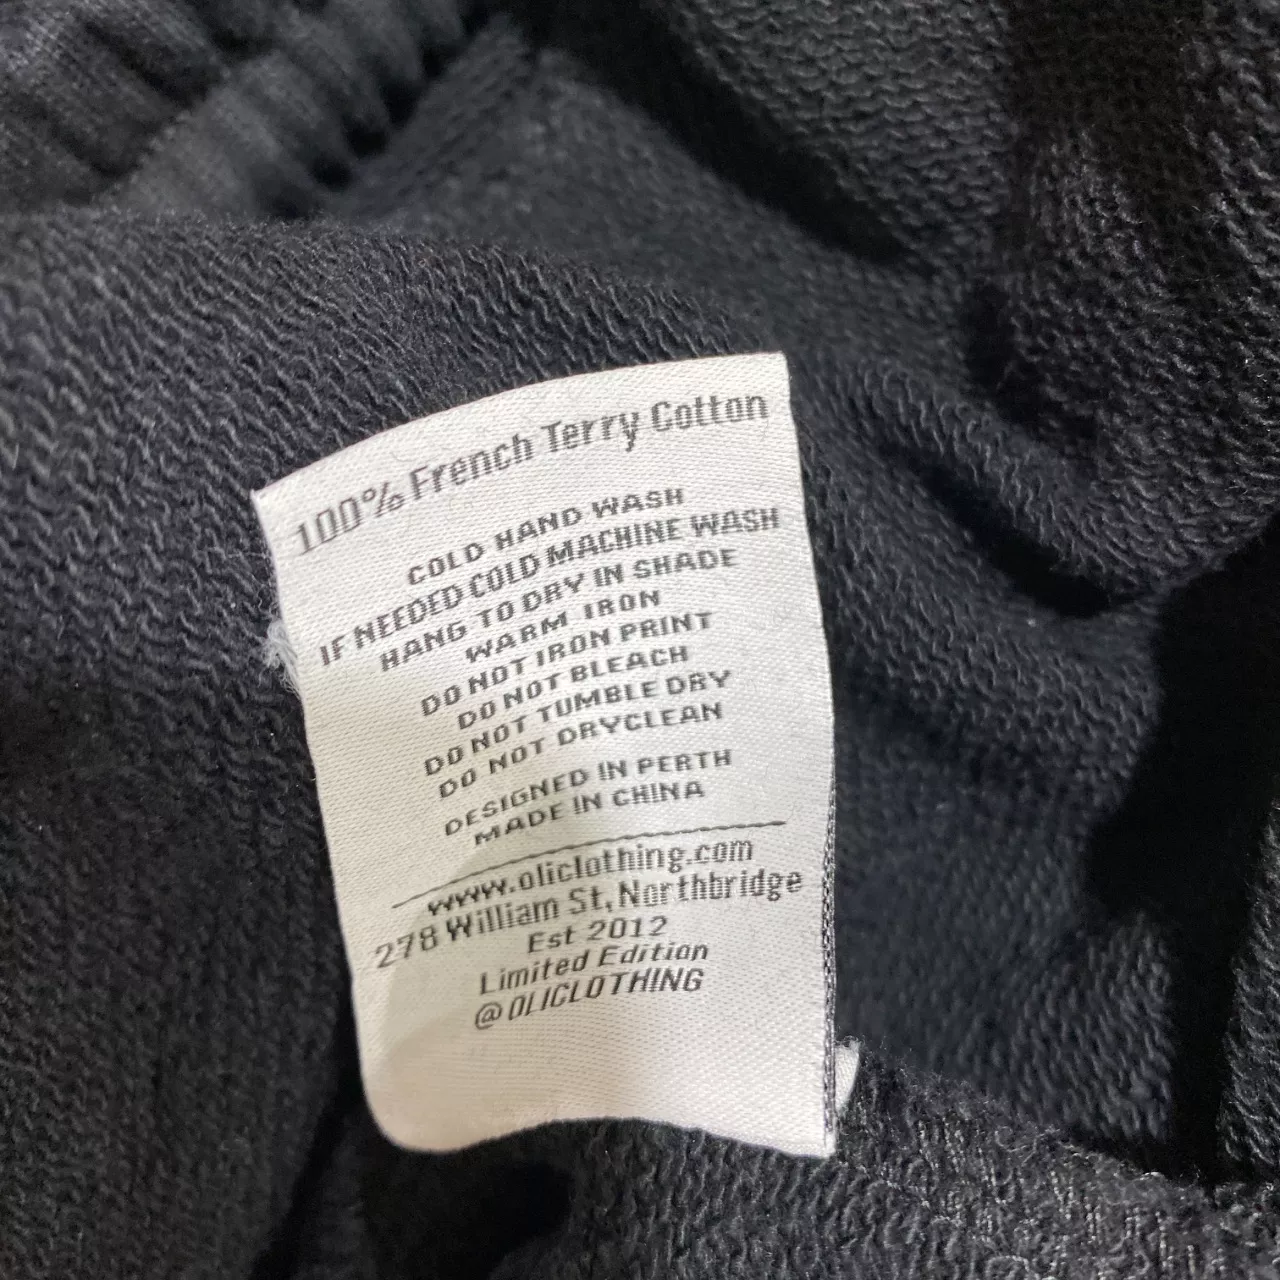 100% French Terry Cotton
COLD HAND WASH
IF NEEDED COLD MACHINE WASH
HANG TO DRY IN SHADE
WARM IRON
DO NOT IRON PRINT
DO NOT BLEACH
DO NOT TUMBLE DRY
DO NOT DRYCLEAN
DESIGNED IN PERTH
MADE IN CHINA
www.oliclothing.com
278 William St, Northbridge
Est 2012
Limited Edition
@OLICLOTHING